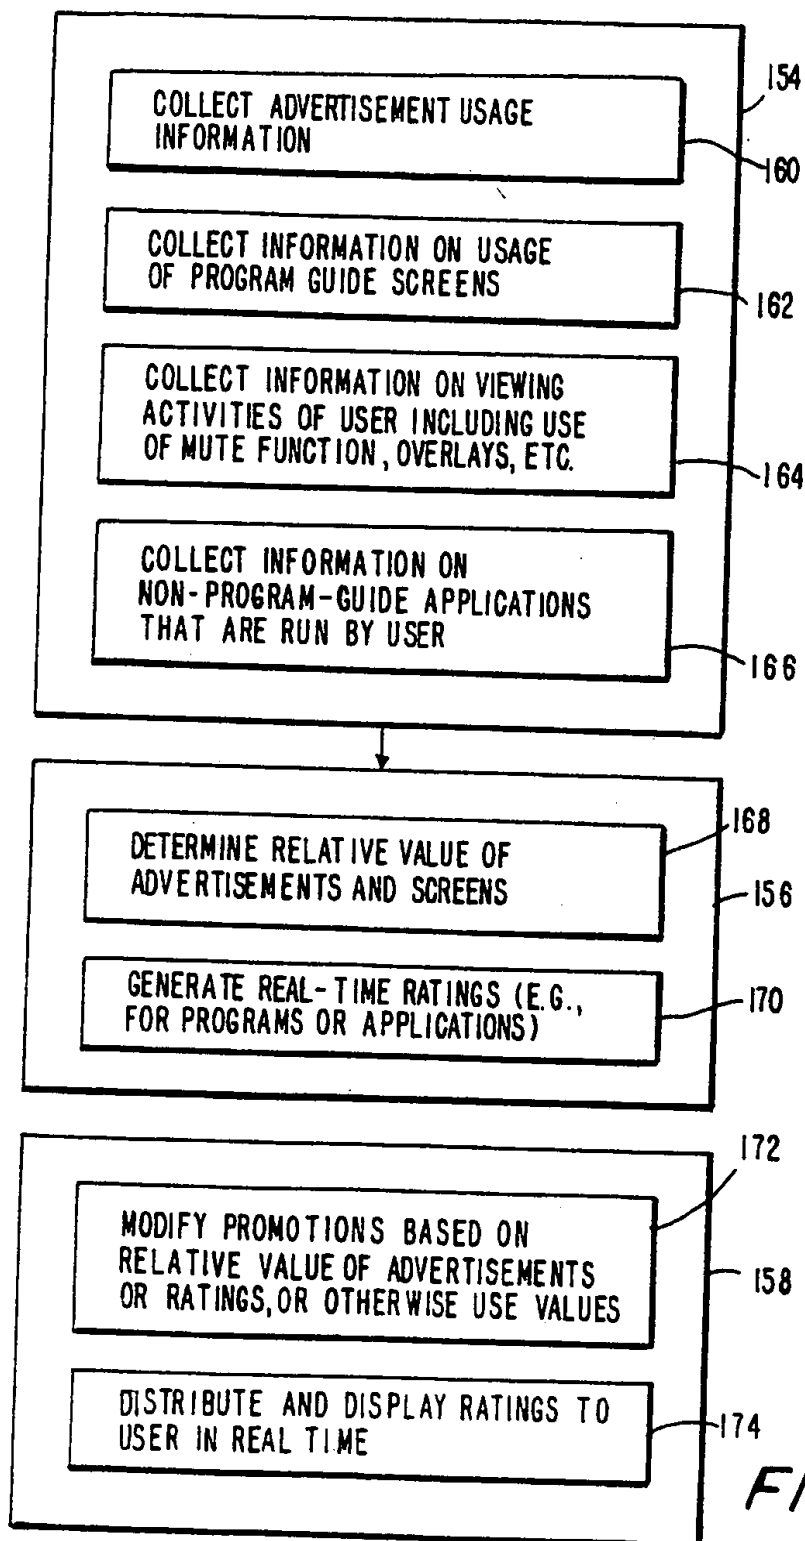 154
COLLECT ADVERTISEMENT USAGE
INFORMATION
160
COLLECT INFORMATION ON USAGE
OF PROGRAM GUIDE SCREENS
162
COLLECT INFORMATION ON VIEWING
ACTIVITIES OF USER INCLUDING USE
OF MUTE FUNCTION, OVERLAYS, ETC.
164
COLLECT INFORMATION ON
NON-PROGRAM-GUIDE APPLICATIONS
THAT ARE RUN BY USER
166
168
DETERMINE RELATIVE VALUE OF
ADVERTISEMENTS AND SCREENS
156
GENERATE REAL-TIME RATINGS (E.G.,
FOR PROGRAMS OR APPLICATIONS)
170
172
MODIFY PROMOTIONS BASED ON
RELATIVE VALUE OF ADVERTISEMENTS
OR RATINGS, OR OTHERWISE USE VALUES
158
DISTRIBUTE AND DISPLAY RATINGS TO
USER IN REAL TIME
174